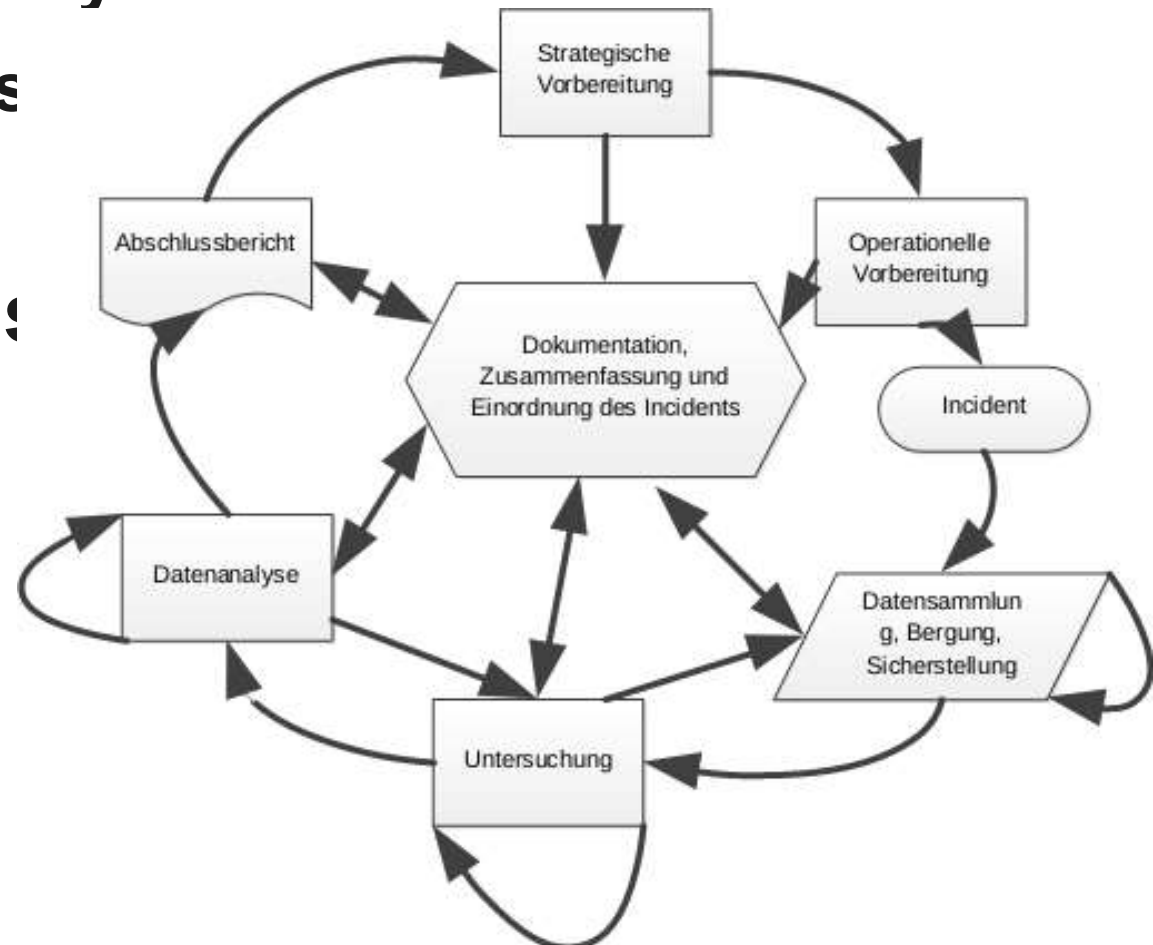 Strategische
Vorbereitung
Abschlussbericht
Operationelle
Vorbereitung
Dokumentation,
Zusammenfassung und
Einordnung des Incidents
Incident
Datenanalyse
Datensammlun
g, Bergung,
Sicherstellung
Untersuchung